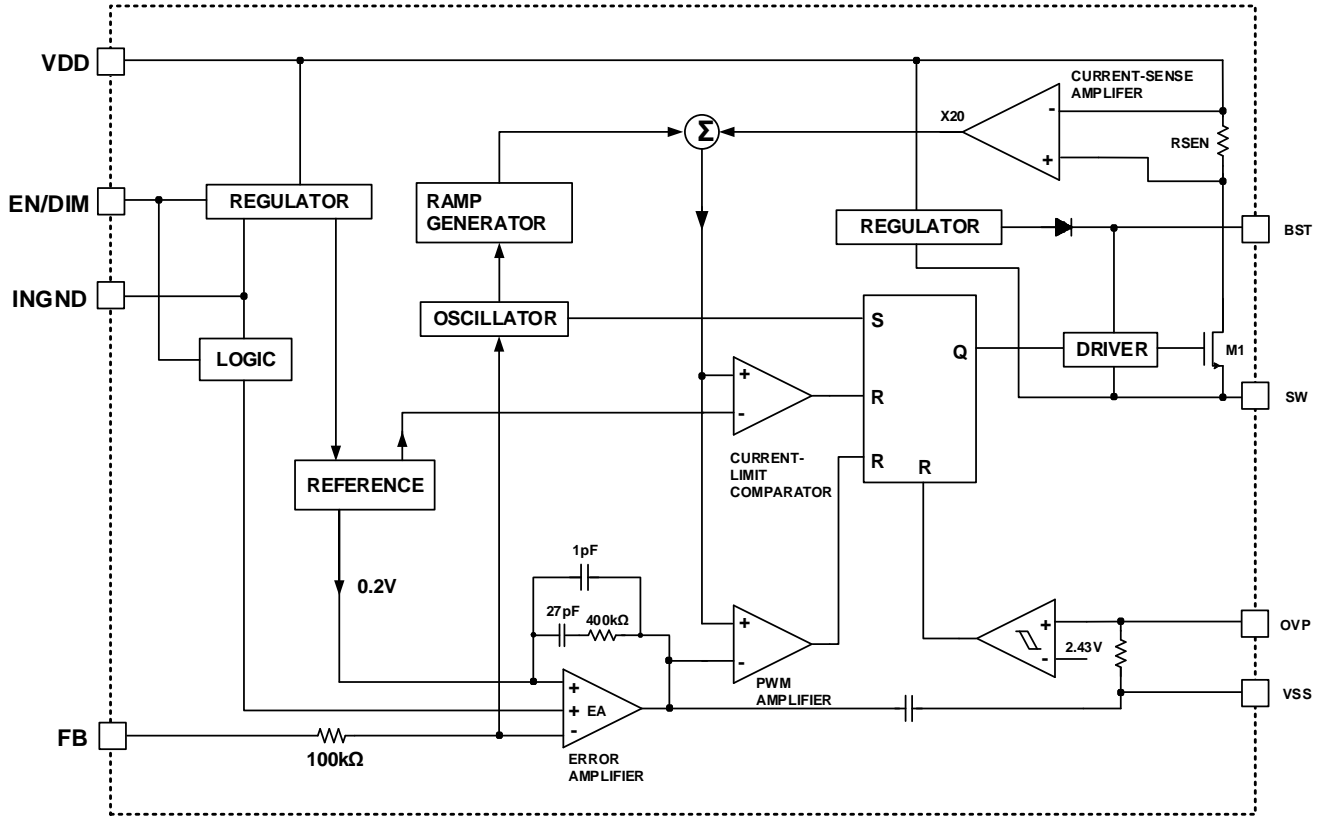 VDD
CURRENT-SENSE
AMPLIFER
X20
Σ
-
+
RSEN
EN/DIM
REGULATOR
RAMP
GENERATOR
REGULATOR
BST
INGND
OSCILLATOR
S
Q
LOGIC
DRIVER
M1
+
-
R
SW
CURRENT-
LIMIT
COMPARATOR
R
R
REFERENCE
0.2V
1pF
27pF
400kΩ
+
-
PWM
AMPLIFIER
+
2.43V
-
OVP
VSS
+
+ EA
-
ERROR
AMPLIFIER
FB
100kΩ